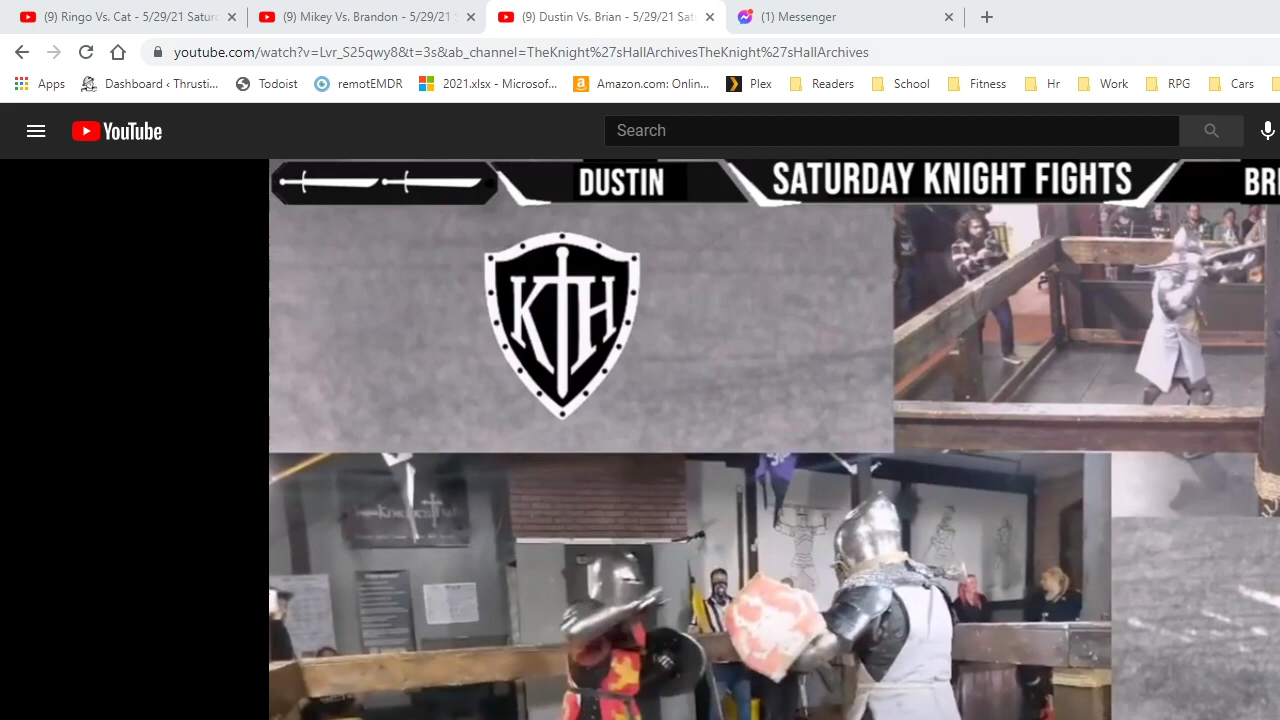 (9) Ringo Vs. Cat - 5/29/21 Satur
(9) Mikey Vs. Brandon - 5/29/21
(9) Dustin Vs. Brian - 5/29/21 Sat
(1) Messenger
youtube.com/watch?v=Lvr_S25qwy8&t=3s&ab_channel=TheKnight%27sHallArchivesTheKnight%27sHallArchives
Apps
Dashboard ‹ Thrusti...
Todoist
remotEMDR
2021.xlsx - Microsof...
Amazon.com: Onlin...
Plex
Readers
School
Fitness
Hr
Work
RPG
Cars
YouTube
Search
DUSTIN
SATURDAY KNIGHT FIGHTS
BRI
KTH